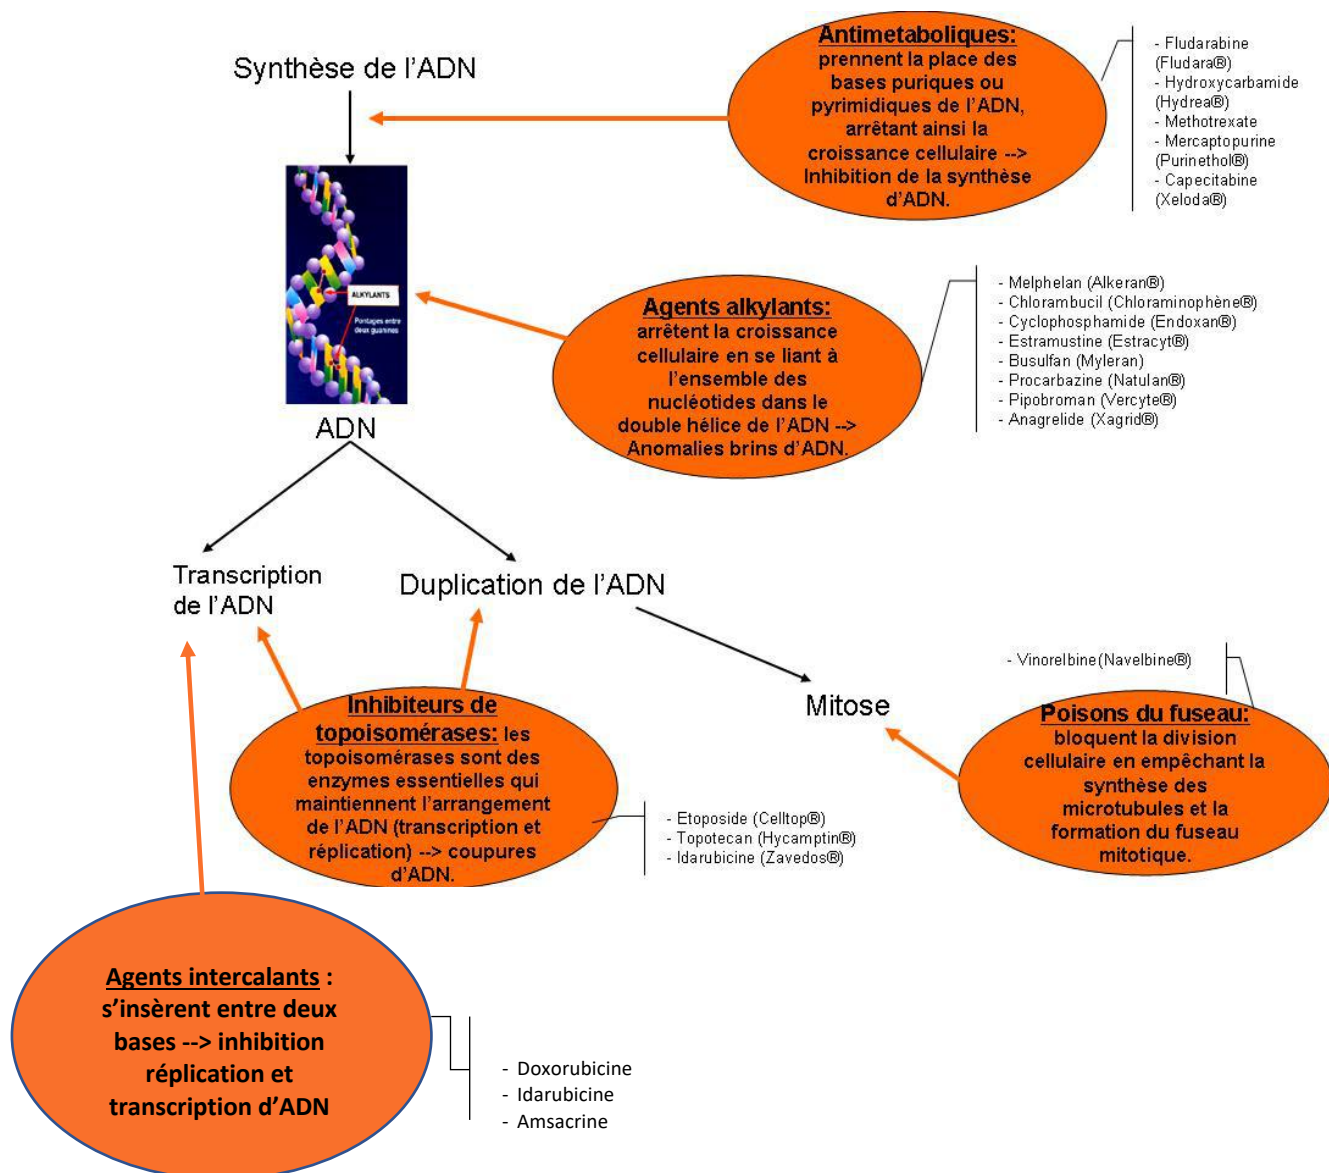 Synthèse de l'ADN
Antimetaboliques:
prennent la place des
bases puriques ou
pyrimidiques de l'ADN,
arrêtant ainsi la
croissance cellulaire -->
Inhibition de la synthèse
d'ADN.
- Fludarabine
(Fludara®)
- Hydroxycarbamide
(Hydrea®)
- Methotrexate
- Mercaptopurine
(Purinethol®)
- Capecitabine
(Xeloda®)
ALKYLANTS
Pontages entre
deux guanines
ADN
Agents alkylants:
arrêtent la croissance
cellulaire en se liant à
l'ensemble des
nucléotides dans le
double hélice de l'ADN -->
Anomalies brins d'ADN.
- Melphelan (Alkeran®)
- Chlorambucil (Chloraminophène®)
- Cyclophosphamide (Endoxan®)
- Estramustine (Estracyt®)
- Busulfan (Myleran)
- Procarbazine (Natulan®)
- Pipobroman (Vercyte®)
- Anagrelide (Xagrid®)
Transcription
de l'ADN
Duplication de l'ADN
Mitose
- Vinorelbine(Navelbine®)
Poisons du fuseau:
bloquent la division
cellulaire en empêchant la
synthèse des
microtubules et la
formation du fuseau
mitotique.
Inhibiteurs de
topoisomérases: les
topoisomérases sont des
enzymes essentielles qui
maintiennent l'arrangement
de l'ADN (transcription et
réplication) --> coupures
d'ADN.
- Etoposide (Celltop®)
- Topotecan (Hycamptin®)
- Idarubicine (Zavedos®)
Agents intercalants :
s'insèrent entre deux
bases --> inhibition
réplication et
transcription d'ADN
- Doxorubicine
- Idarubicine
- Amsacrine